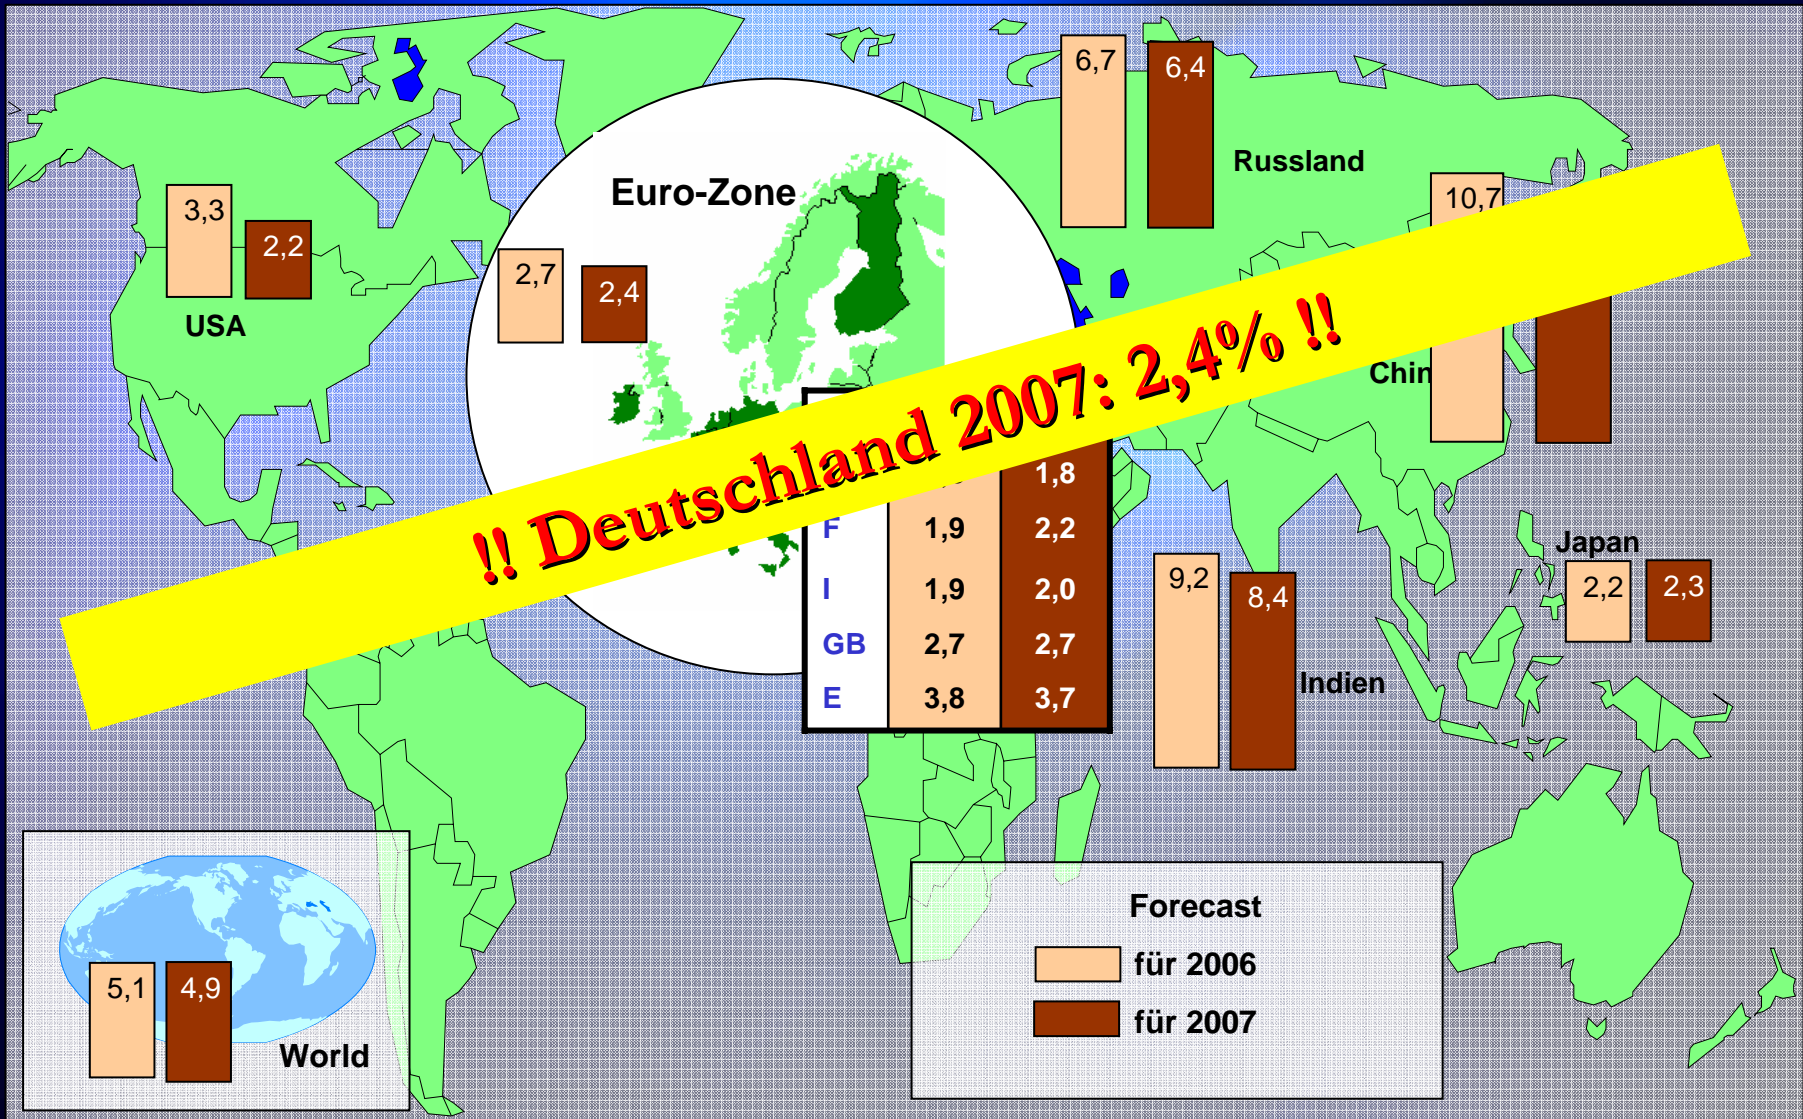 6,7
6,4
Russland
Euro-Zone
10,7
3,3
2,2
USA
2,7
2,4
!! Deutschland 2007: 2,4% !!
Chin
1,8
F 1,9 2,2
I 1,9 2,0
GB 2,7 2,7
E 3,8 3,7
9,2
8,4
Indien
Japan
2,2
2,3
5,1
4,9
World
Forecast
für 2006
für 2007